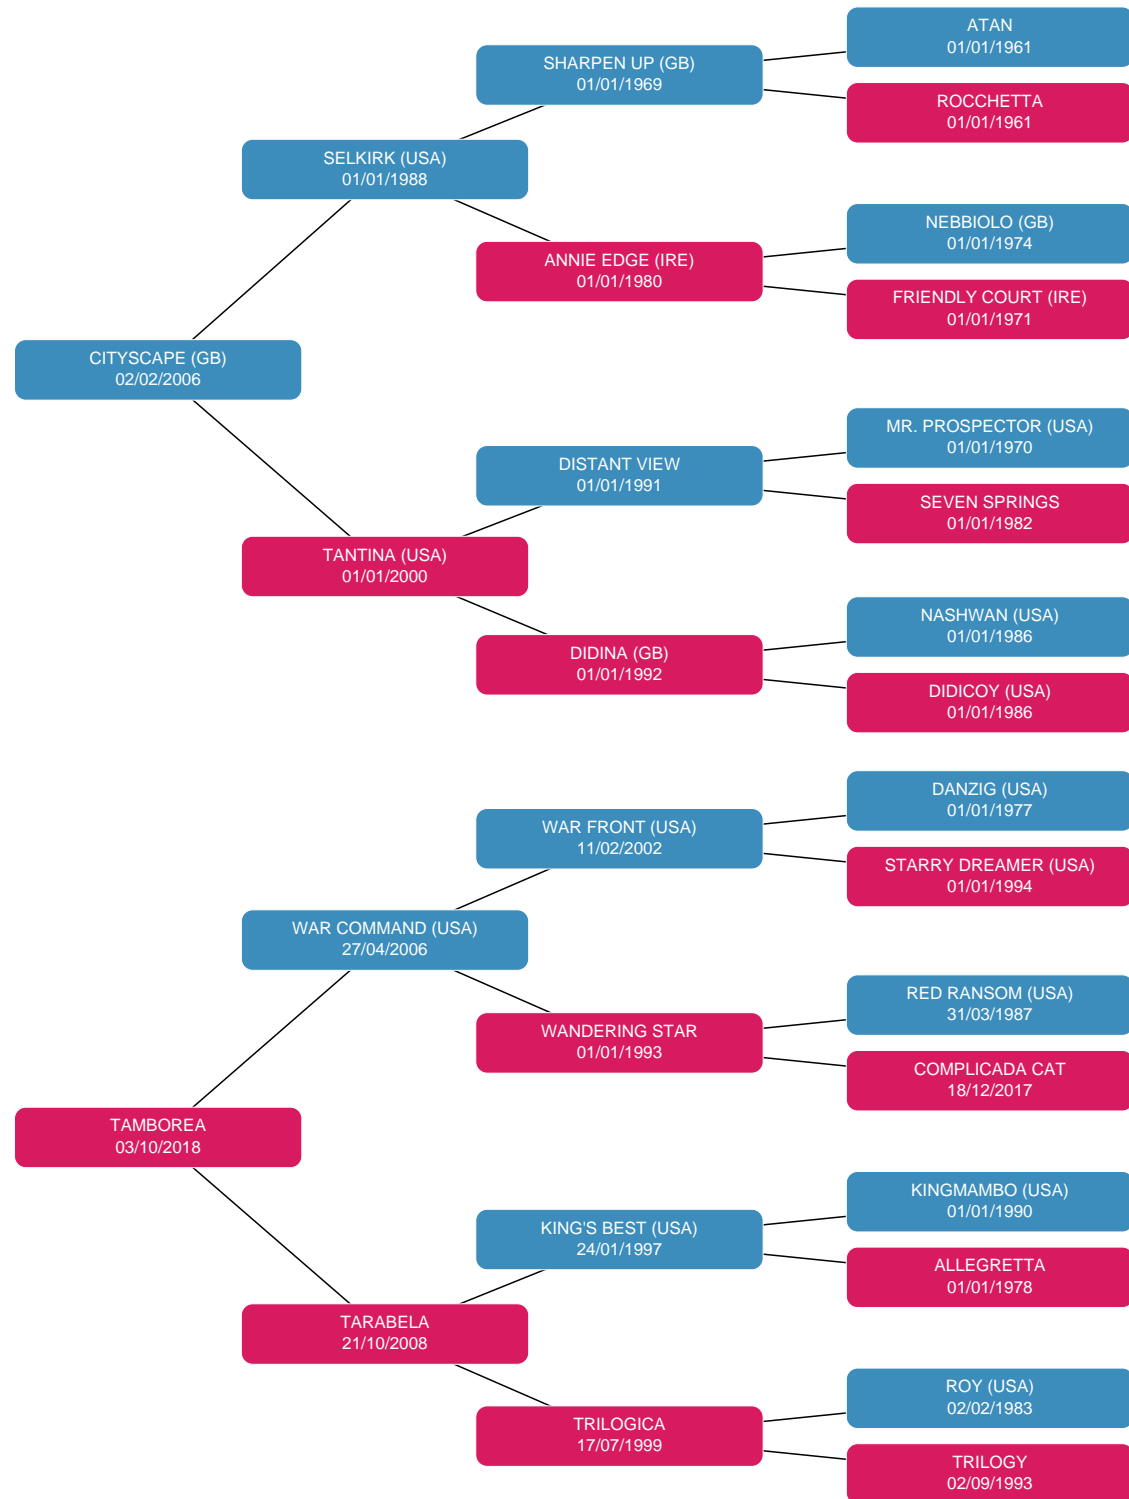 ATAN
01/01/1961
SHARPEN UP (GB)
01/01/1969
ROCCHETTA
01/01/1961
SELKIRK (USA)
01/01/1988
NEBBIOLO (GB)
01/01/1974
ANNIE EDGE (IRE)
01/01/1980
FRIENDLY COURT (IRE)
01/01/1971
CITYSCAPE (GB)
02/02/2006
MR. PROSPECTOR (USA)
01/01/1970
DISTANT VIEW
01/01/1991
SEVEN SPRINGS
01/01/1982
TANTINA (USA)
01/01/2000
NASHWAN (USA)
01/01/1986
DIDINA (GB)
01/01/1992
DIDICOY (USA)
01/01/1986
DANZIG (USA)
01/01/1977
WAR FRONT (USA)
11/02/2002
STARRY DREAMER (USA)
01/01/1994
WAR COMMAND (USA)
27/04/2006
RED RANSOM (USA)
31/03/1987
WANDERING STAR
01/01/1993
COMPLICADA CAT
18/12/2017
TAMBOREA
03/10/2018
KINGMAMBO (USA)
01/01/1990
KING'S BEST (USA)
24/01/1997
ALLEGRETTA
01/01/1978
TARABELA
21/10/2008
ROY (USA)
02/02/1983
TRILOGICA
17/07/1999
TRILOGY
02/09/1993